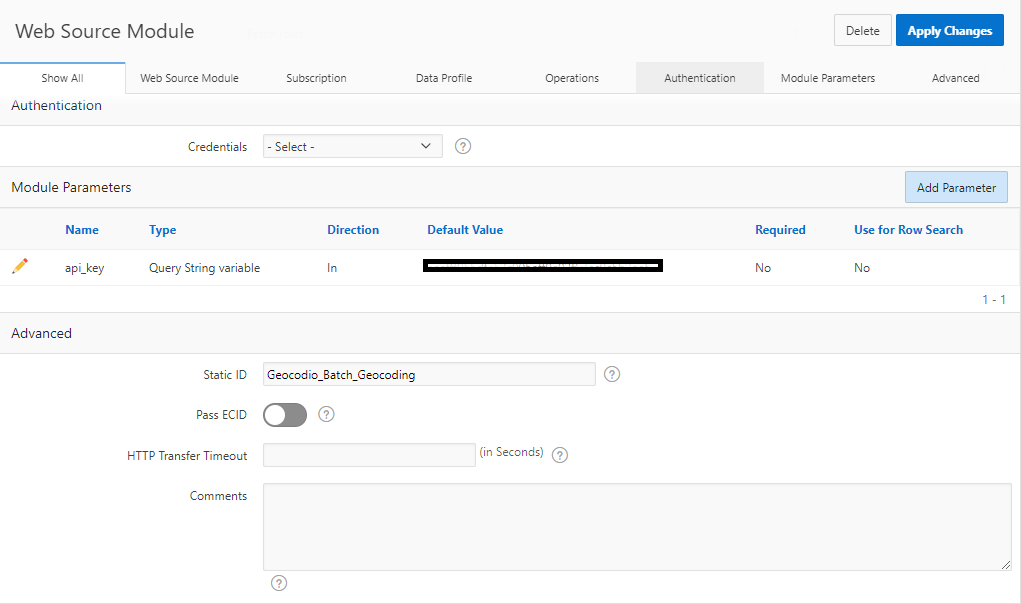 Web Source Module
Delete
Apply Changes
Show All
Web Source Module
Subscription
Data Profile
Operations
Authentication
Module Parameters
Advanced
Authentication
Credentials
- Select -
?
Module Parameters
Add Parameter
Name Type Direction Default Value Required Use for Row Search
api_key Query String variable In No No
1 - 1
Advanced
Static ID
Geocodio_Batch_Geocoding
?
Pass ECID
?
HTTP Transfer Timeout
(in Seconds)
?
Comments
?